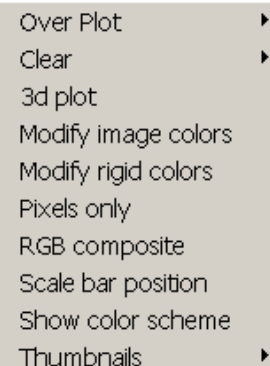 Over Plot
Clear
3d plot
Modify image colors
Modify rigid colors
Pixels only
RGB composite
Scale bar position
Show color scheme
Thumbnails